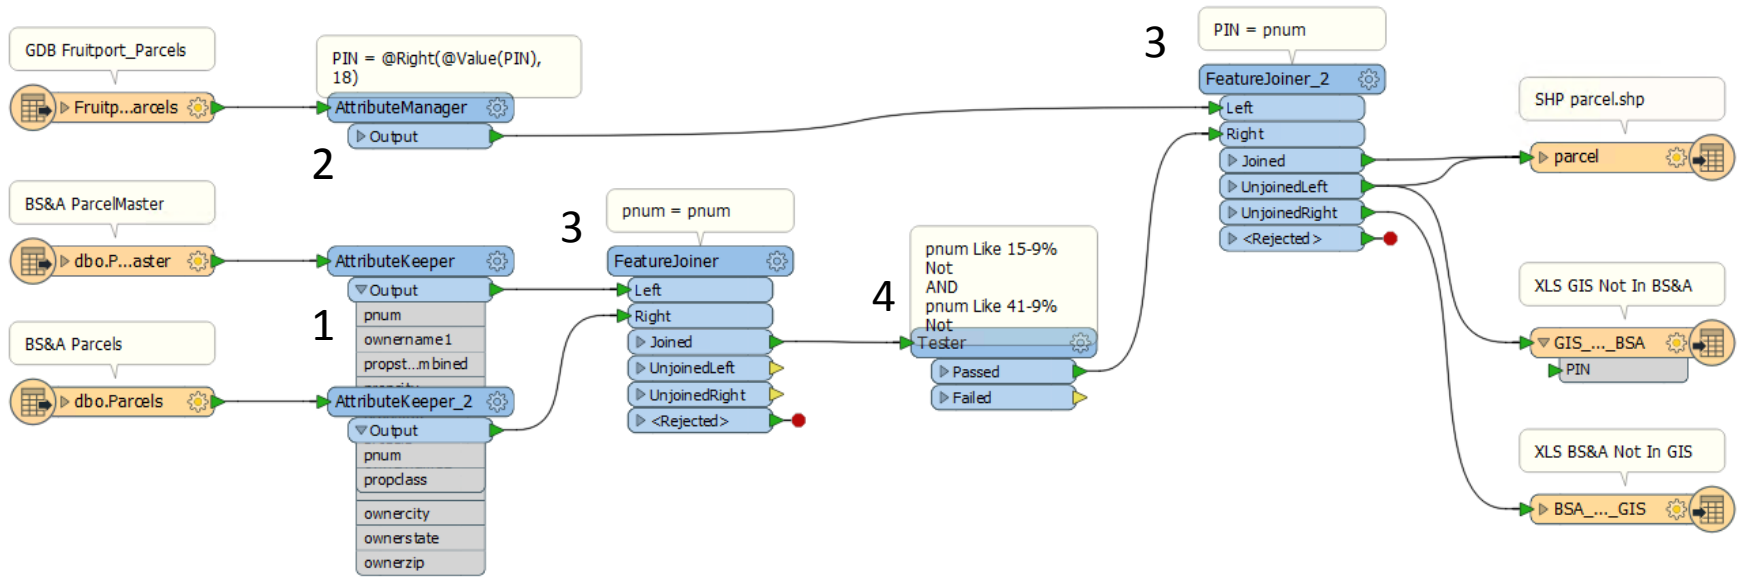 GDB Fruitport_Parcels
Fruitp...arcels
PIN = @Right(@Value(PIN),
18)
AttributeManager
Output
2
BS&A ParcelMaster
dbo.P...aster
AttributeKeeper
Output
pnum
ownername1
propst...mbined
1
BS&A Parcels
dbo.Parcels
AttributeKeeper_2
Output
pnum
propclass
ownercity
ownerstate
ownerzip
3
pnum = pnum
FeatureJoiner
Left
Right
Joined
UnjoinedLeft
UnjoinedRight
<Rejected>
4
pnum Like 15-9%
Not
AND
pnum Like 41-9%
Not
Tester
Passed
Failed
3
PIN = pnum
FeatureJoiner_2
Left
Right
Joined
UnjoinedLeft
UnjoinedRight
<Rejected>
SHP parcel.shp
parcel
XLS GIS Not In BS&A
GIS_..._BSA
PIN
XLS BS&A Not In GIS
BSA_..._GIS